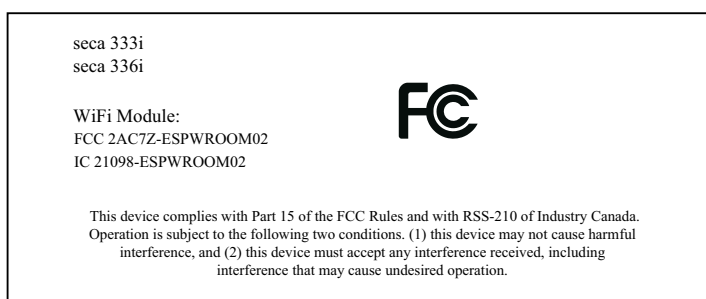 seca 333i
seca 336i
WiFi Module:
FCC 2AC7Z-ESPWROOM02
IC 21098-ESPWROOM02
FC
This device complies with Part 15 of the FCC Rules and with RSS-210 of Industry Canada.
Operation is subject to the following two conditions. (1) this device may not cause harmful
interference, and (2) this device must accept any interference received, including
interference that may cause undesired operation.